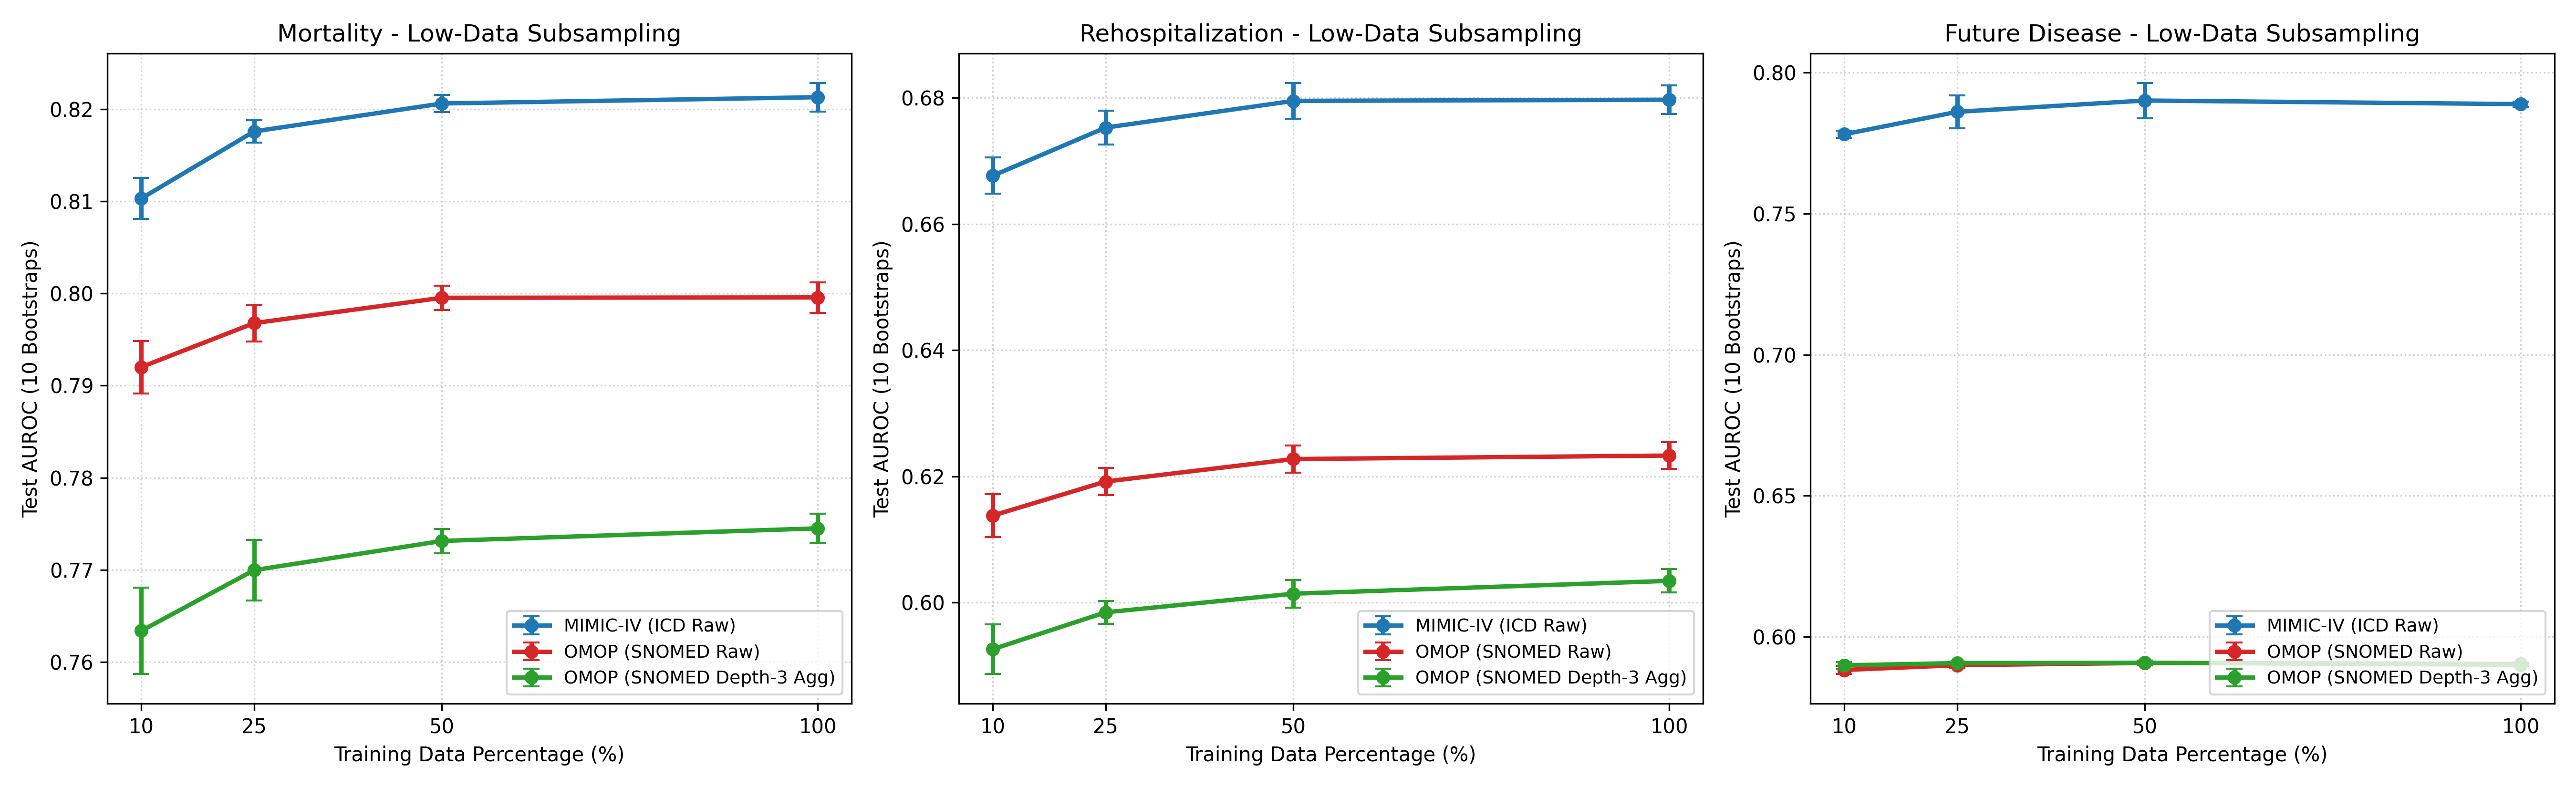 Mortality - Low-Data Subsampling
Test AUROC (10 Bootstraps)
0.82
0.81
0.80
0.79
0.78
0.77
0.76
MIMIC-IV (ICD Raw)
OMOP (SNOMED Raw)
OMOP (SNOMED Depth-3 Agg)
10 25 50 100
Training Data Percentage (%)
Rehospitalization - Low-Data Subsampling
Test AUROC (10 Bootstraps)
0.68
0.66
0.64
0.62
0.60
MIMIC-IV (ICD Raw)
OMOP (SNOMED Raw)
OMOP (SNOMED Depth-3 Agg)
10 25 50 100
Training Data Percentage (%)
Future Disease - Low-Data Subsampling
Test AUROC (10 Bootstraps)
0.80
0.75
0.70
0.65
0.60
MIMIC-IV (ICD Raw)
OMOP (SNOMED Raw)
OMOP (SNOMED Depth-3 Agg)
10 25 50 100
Training Data Percentage (%)